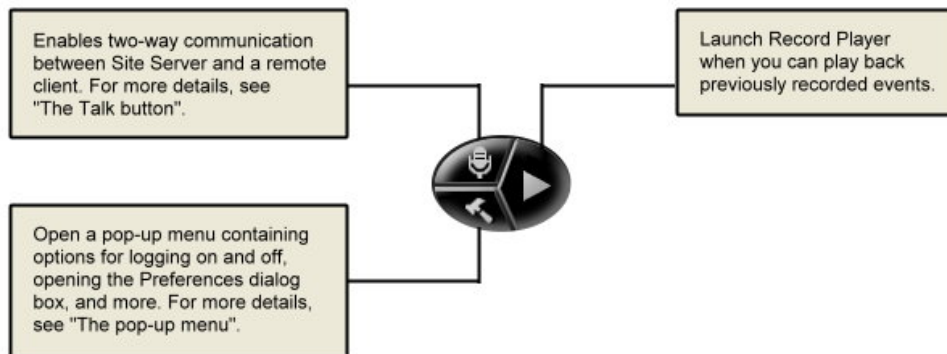 Enables two-way communication
between Site Server and a remote
client. For more details, see
"The Talk button".
Launch Record Player
when you can play back
previously recorded events.
Open a pop-up menu containing
options for logging on and off,
opening the Preferences dialog
box, and more. For more details,
see "The pop-up menu".